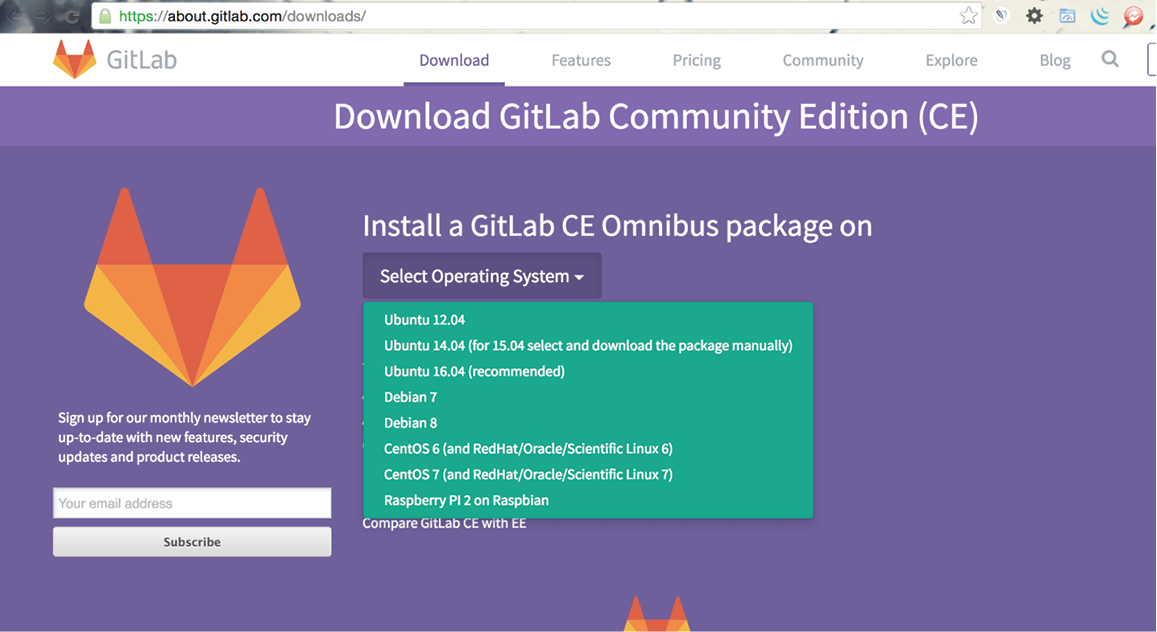 https://about.gitlab.com/downloads/
GitLab
Download Features Pricing Community Explore Blog
Download GitLab Community Edition (CE)
Install a GitLab CE Omnibus package on
Select Operating System
Ubuntu 12.04
Ubuntu 14.04 (for 15.04 select and download the package manually)
Ubuntu 16.04 (recommended)
Debian 7
Debian 8
CentOS 6 (and RedHat/Oracle/Scientific Linux 6)
CentOS 7 (and RedHat/Oracle/Scientific Linux 7)
Raspberry PI 2 on Raspbian
Compare GitLab CE with EE
Sign up for our monthly newsletter to stay
up-to-date with new features, security
updates and product releases.
Your email address
Subscribe